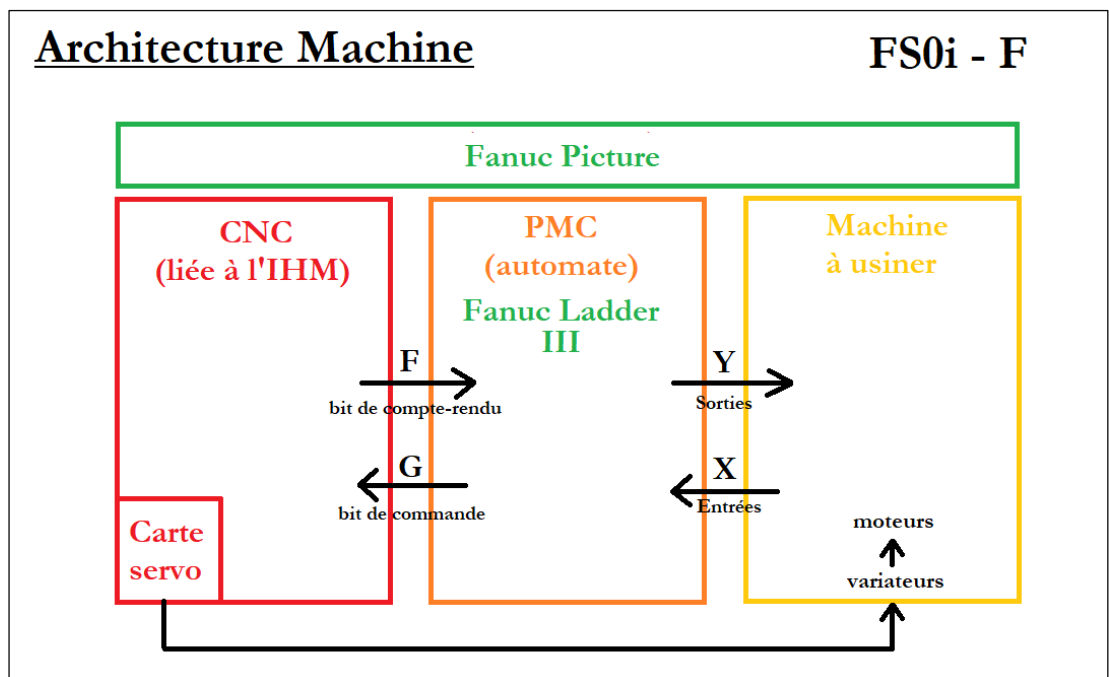 Architecture Machine
FS0i - F
Fanuc Picture
CNC
(liée à l'IHM)
PMC
(automate)
Fanuc Ladder
III
Machine
à usiner
F
bit de compte-rendu
Y
Sorties
G
bit de commande
X
Entrées
Carte
servo
moteurs
variateurs